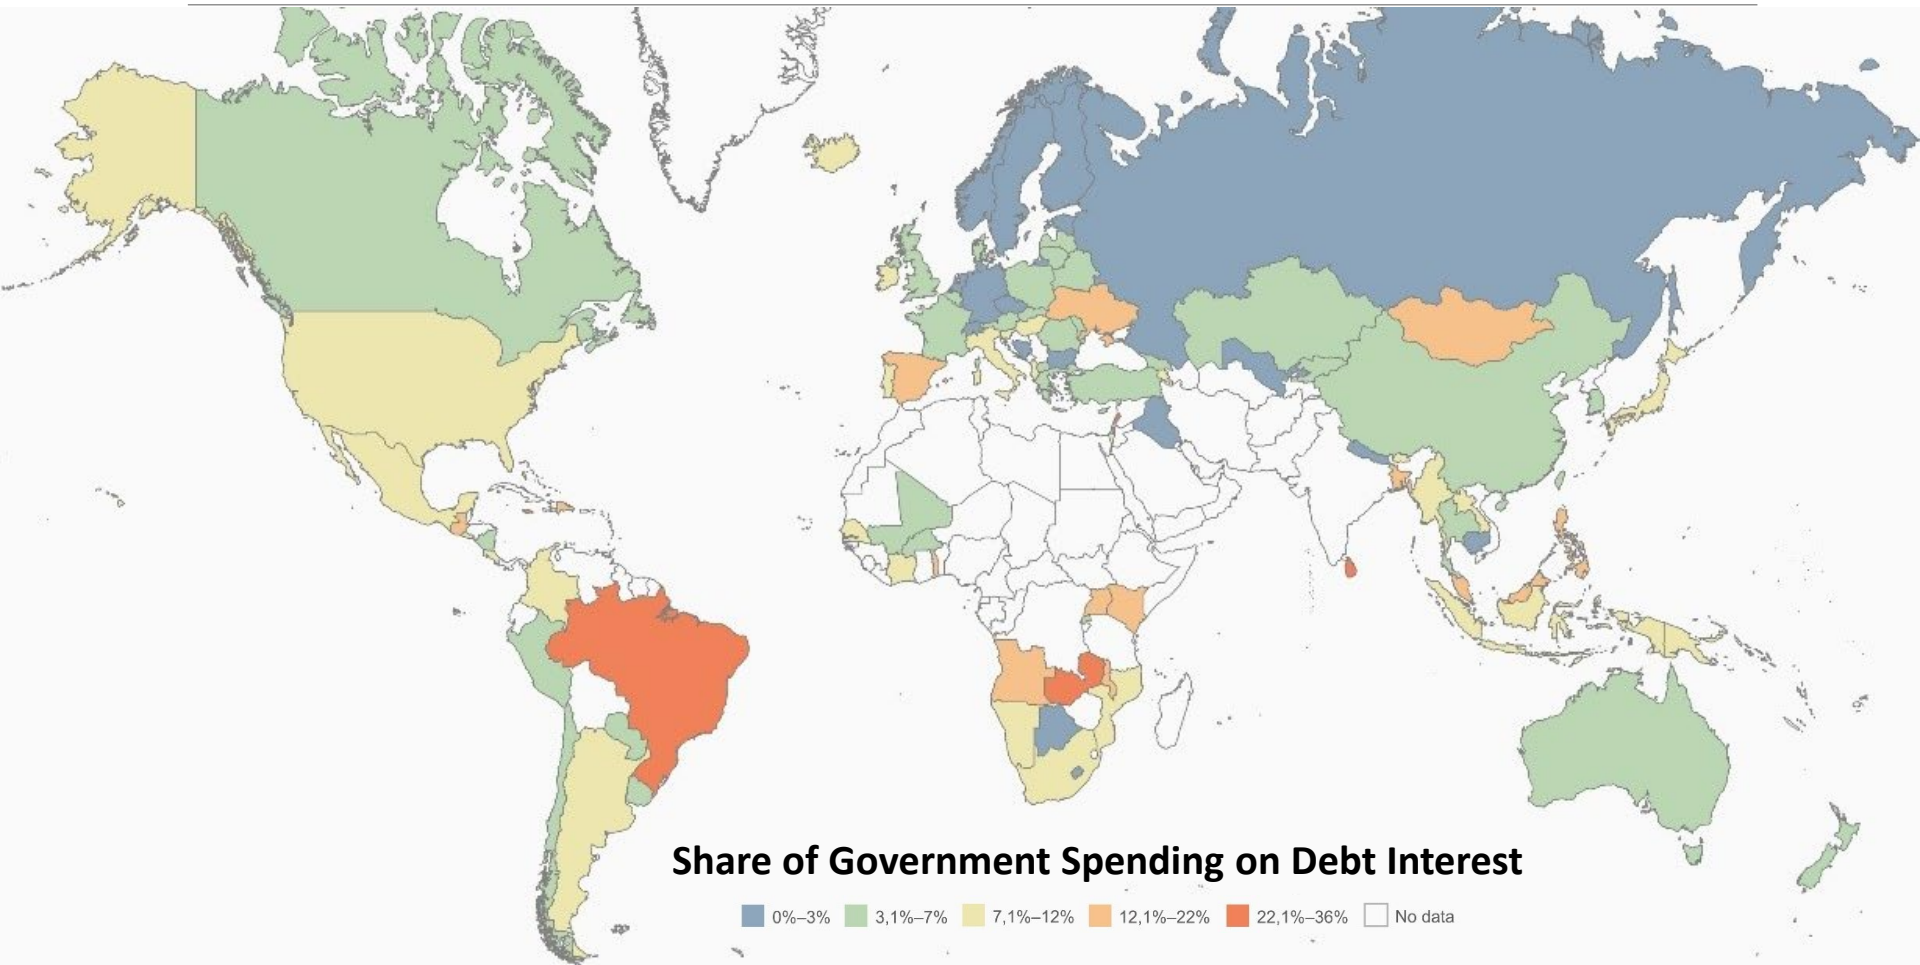 Share of Government Spending on Debt Interest
0%–3% 3,1%–7% 7,1%–12% 12,1%–22% 22,1%–36% No data